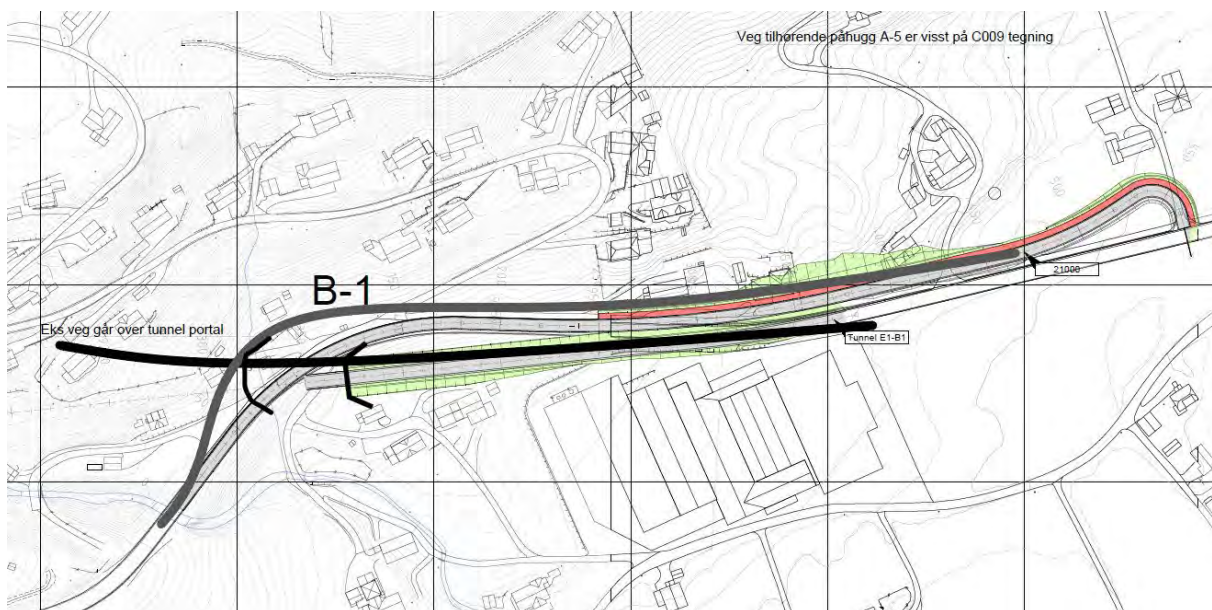 Veg tilhørende påhugg A-5 er visst på C009 tegning
B-1
21000
Eks veg går over tunnel portal
Tunnel E1-B1